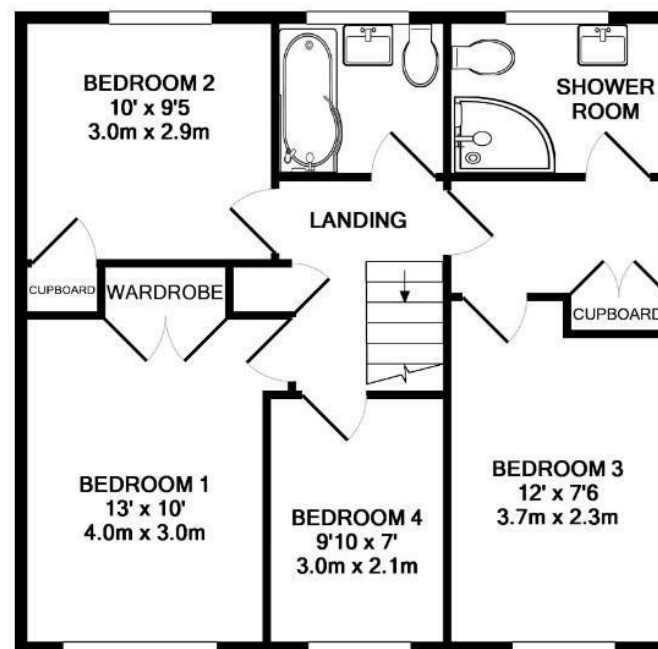 BEDROOM 2
10' x 9'5
3.0m x 2.9m
SHOWER
ROOM
LANDING
CUPBOARD
WARDROBE
CUPBOARD
BEDROOM 1
13' x 10'
4.0m x 3.0m
BEDROOM 4
9'10 x 7'
3.0m x 2.1m
BEDROOM 3
12' x 7'6
3.7m x 2.3m